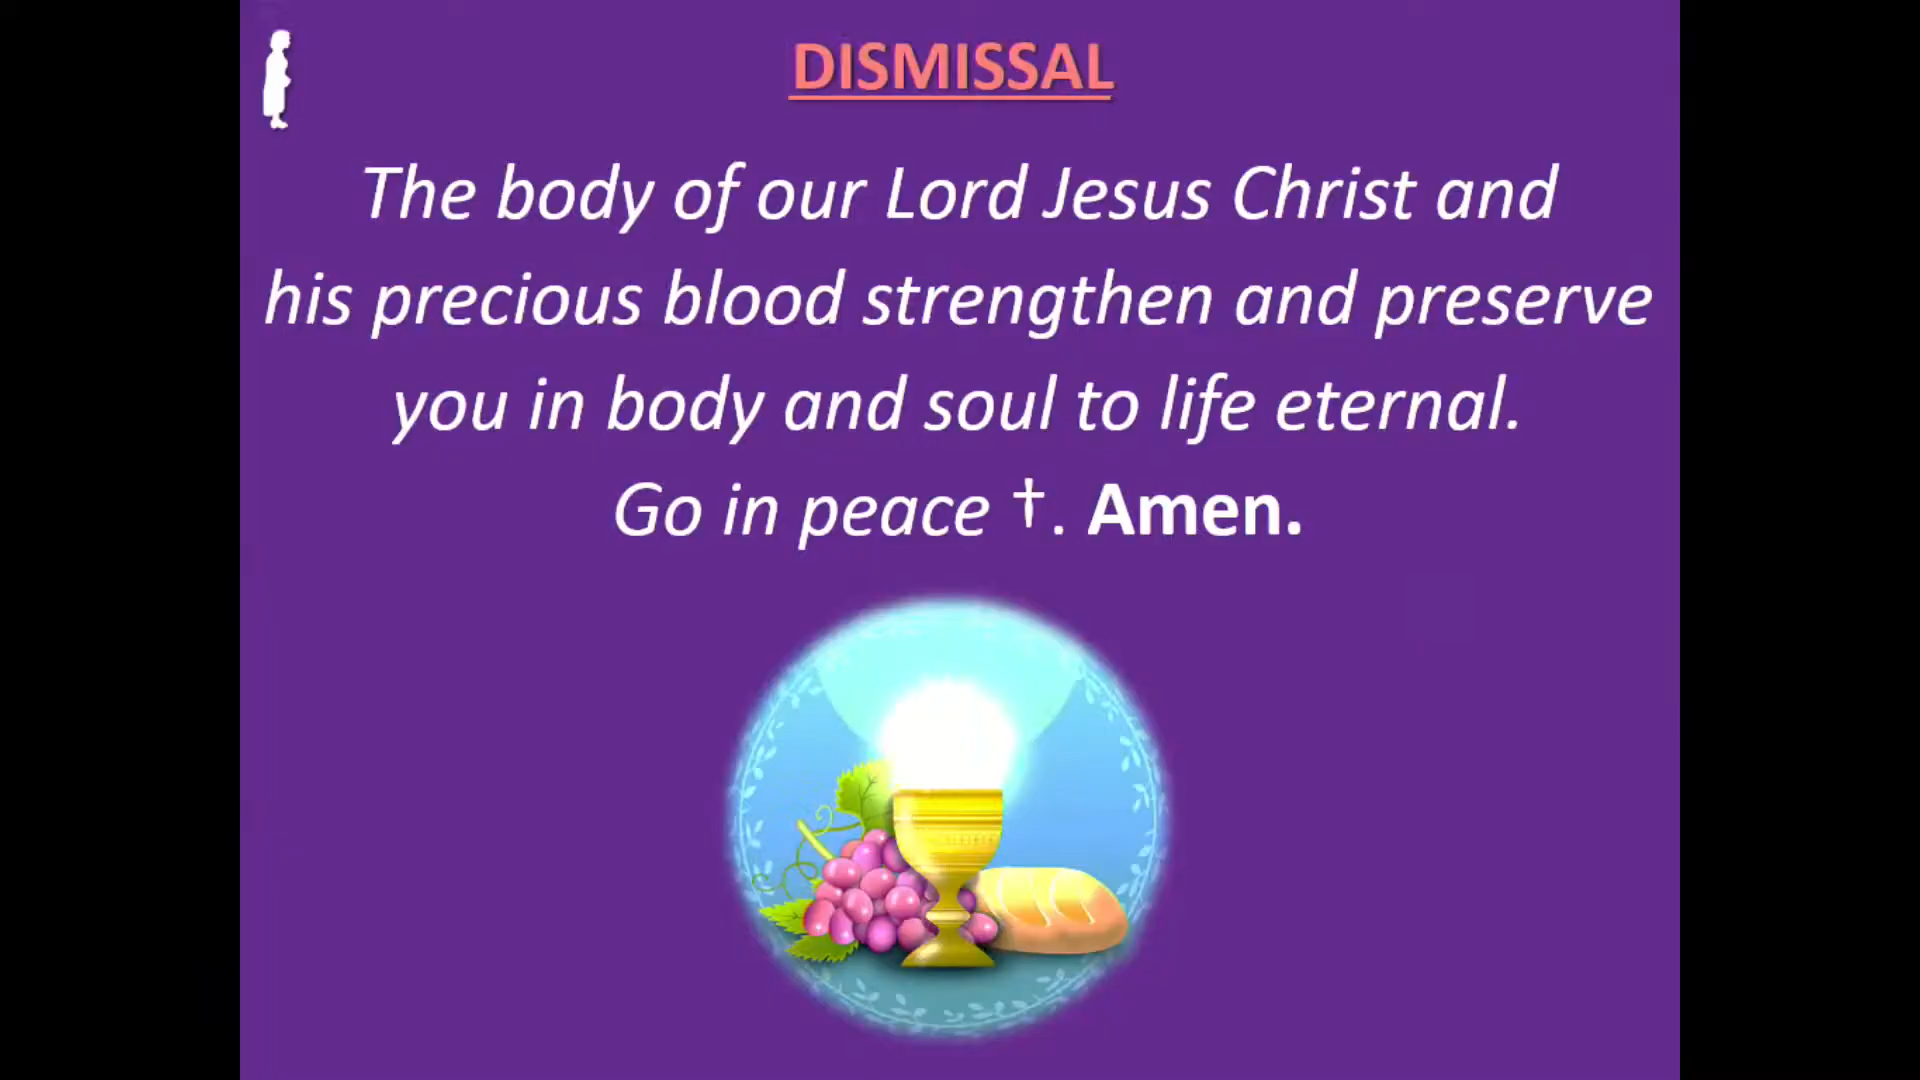 DISMISSAL
The body of our Lord Jesus Christ and
his precious blood strengthen and preserve
you in body and soul to life eternal.
Go in peace †. Amen.